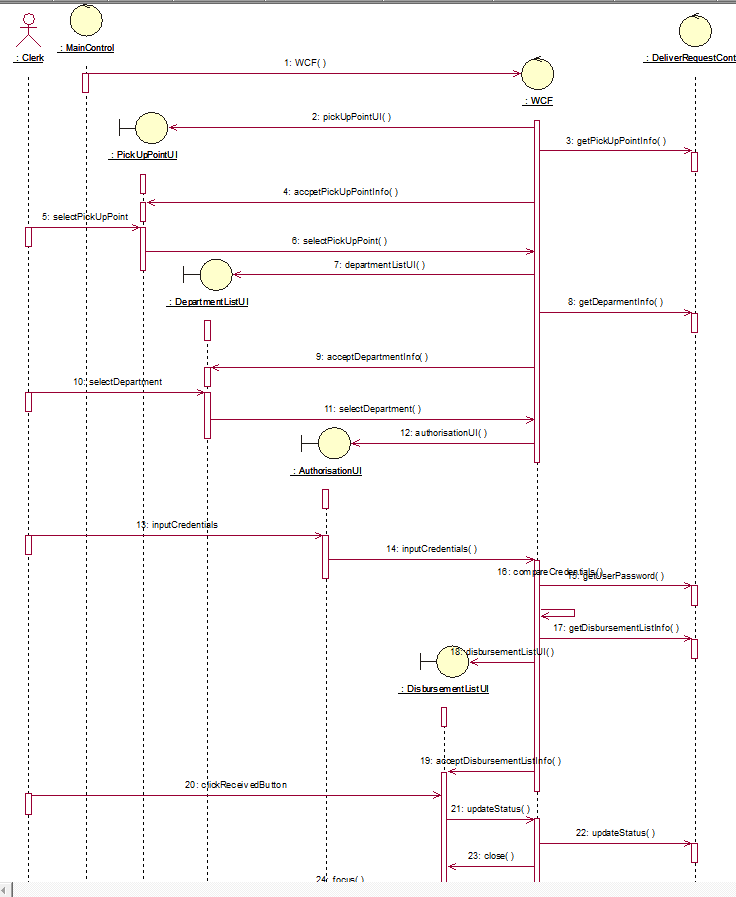 : Clerk
: MainControl
: DeliverRequestCont
1: WCF( )
: WCF
2: pickUpPointUI( )
3: getPickUpPointInfo( )
: PickUpPointUI
4: accpetPickUpPointInfo( )
5: selectPickUpPoint
6: selectPickUpPoint( )
7: departmentListUI( )
: DepartmentListUI
8: getDeparmentInfo( )
9: acceptDepartmentInfo( )
10: selectDepartment
11: selectDepartment( )
12: authorisationUI( )
: AuthorisationUI
13: inputCredentials
14: inputCredentials( )
16: compareCredentials( )
15: getUserPassword( )
17: getDisbursementListInfo( )
18: disbursementListUI( )
: DisbursementListUI
19: acceptDisbursementListInfo( )
20: clickReceivedButton
21: updateStatus( )
22: updateStatus( )
23: close( )
24: focus( )